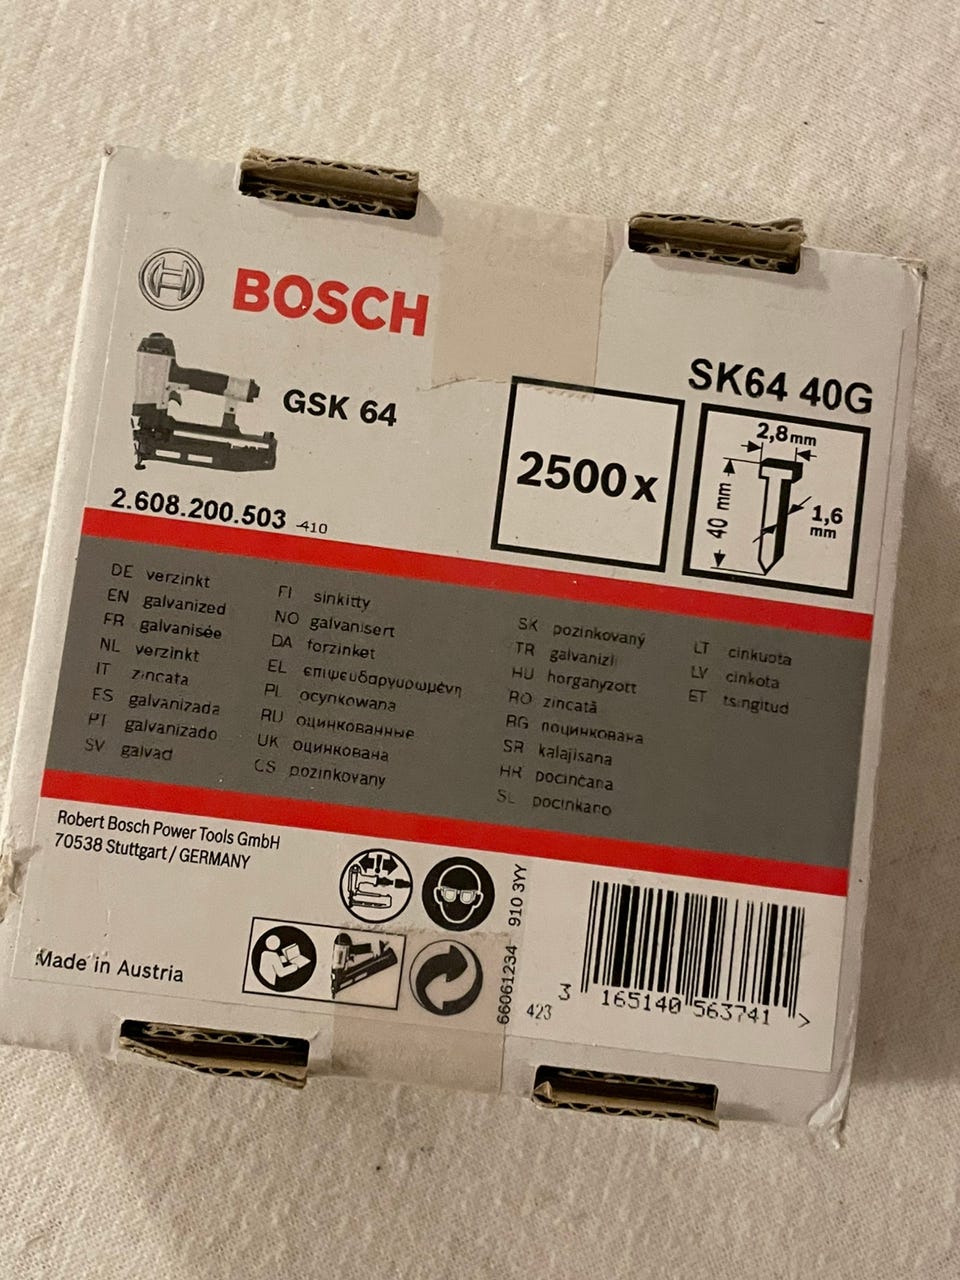 BOSCH
GSK 64
2.608.200.503 -410
2500 x
SK64 40G
2,8 mm
40 mm
1,6
mm
DE verzinkt
EN galvanized
FR galvanisée
NL verzinkt
IT zincata
ES galvanizada
PT galvanizado
SV galvad
FI sinkitty
NO galvanisert
DA forzinket
EL επιψευδαργυρωμένη
PL ocynkowana
RU оцинкованные
UK оцинкована
CS pozinkovany
SK pozinkovaný
TR galvanizli
HU horganyzott
RO zincată
BG поцинкована
SR kalajisana
HR pocinčana
SL pocinkano
LT cinkuota
LV cinkota
ET tsingitud
Robert Bosch Power Tools GmbH
70538 Stuttgart / GERMANY
Made in Austria
66061234 910 3YY
423
3 165140 563741 >